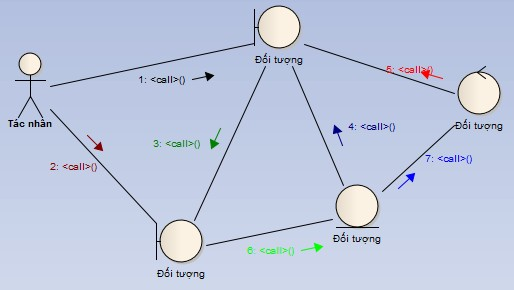 Đối tượng
5: <call>()
1: <call>()
Tác nhân
Đối tượng
4: <call>()
3: <call>()
7: <call>()
2: <call>()
Đối tượng
6: <call>()
Đối tượng